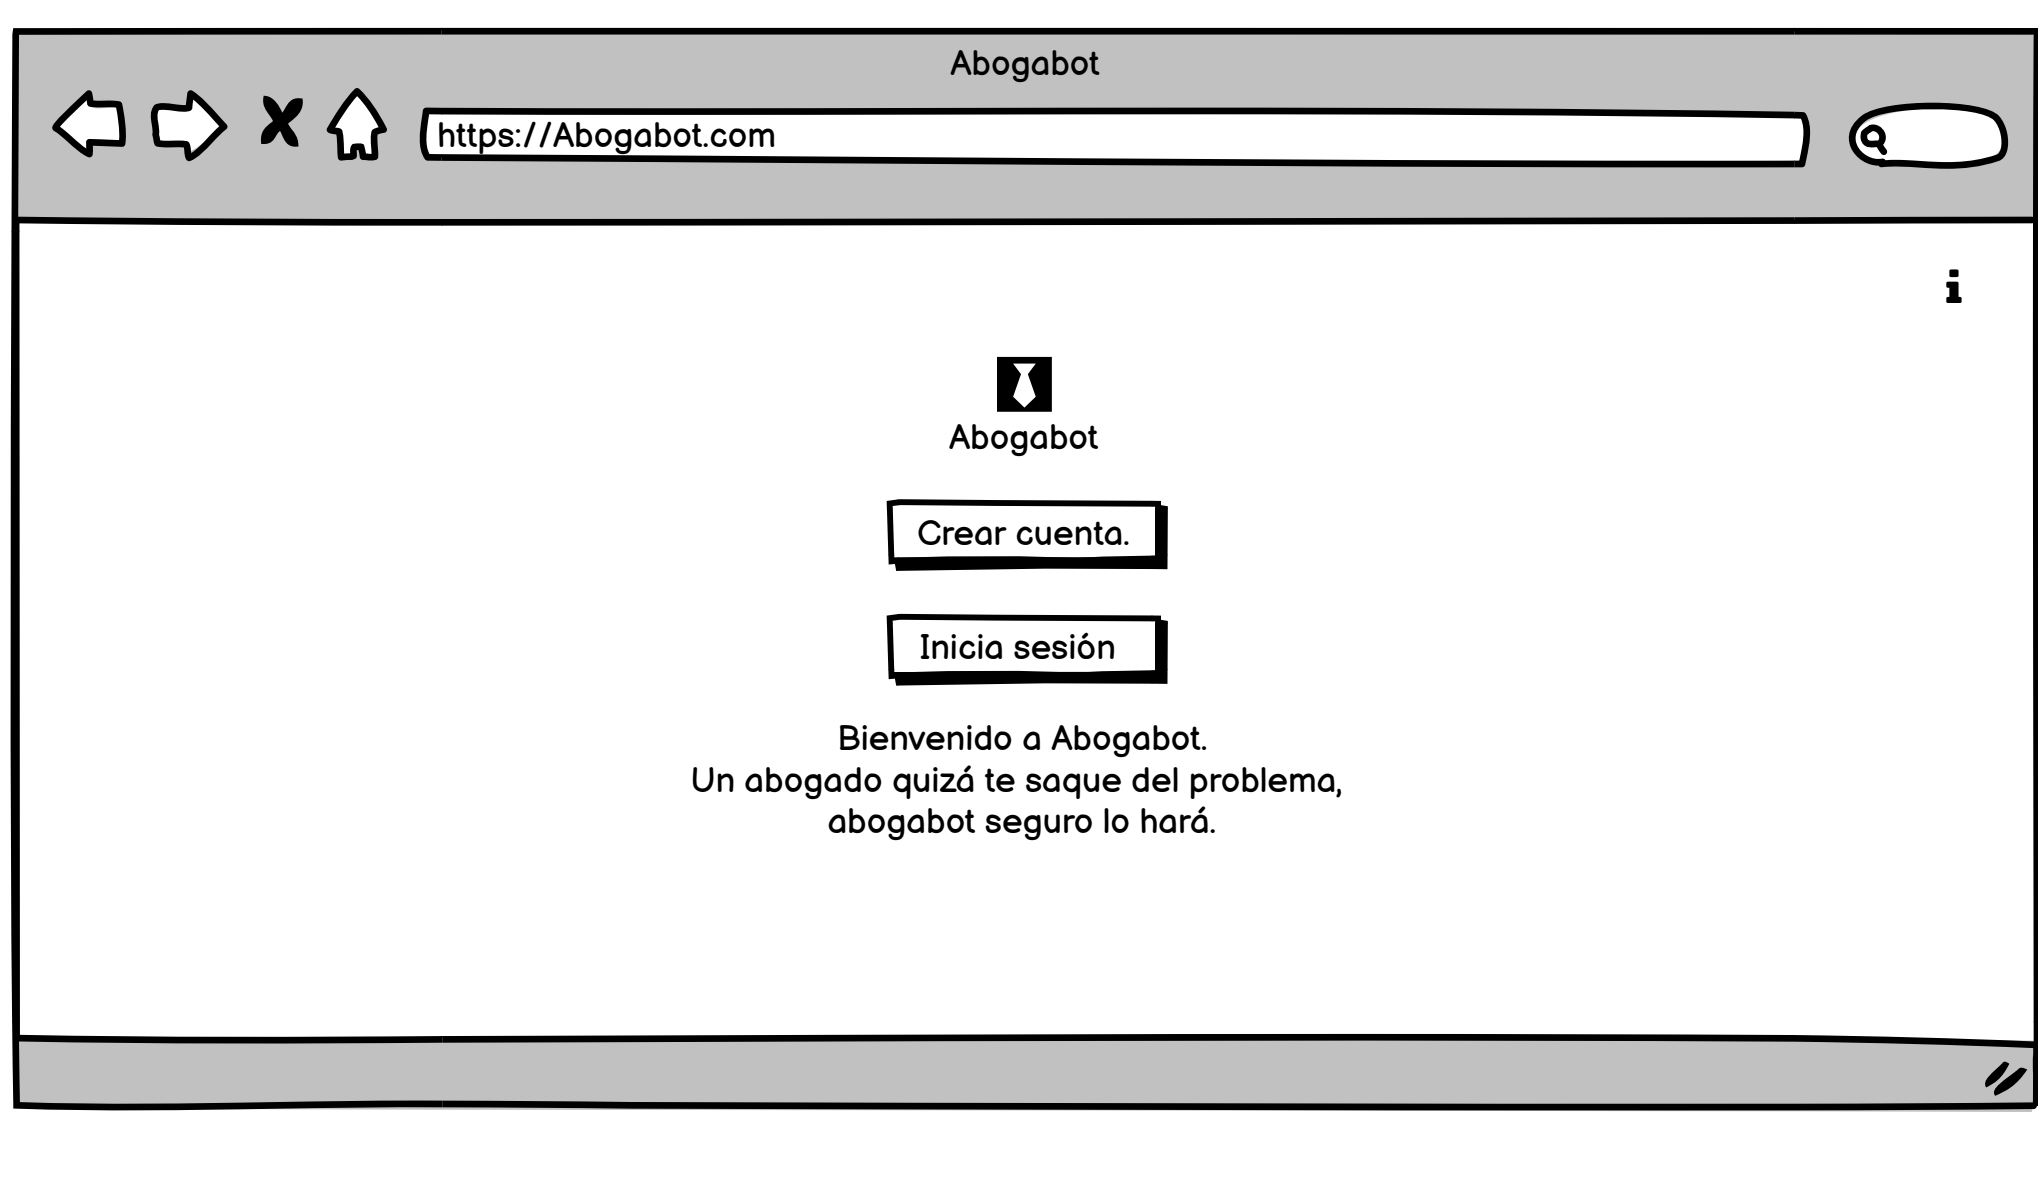 Abogabot
https://Abogabot.com
i
Abogabot
Crear cuenta.
Inicia sesión
Bienvenido a Abogabot.
Un abogado quizá te saque del problema,
abogabot seguro lo hará.